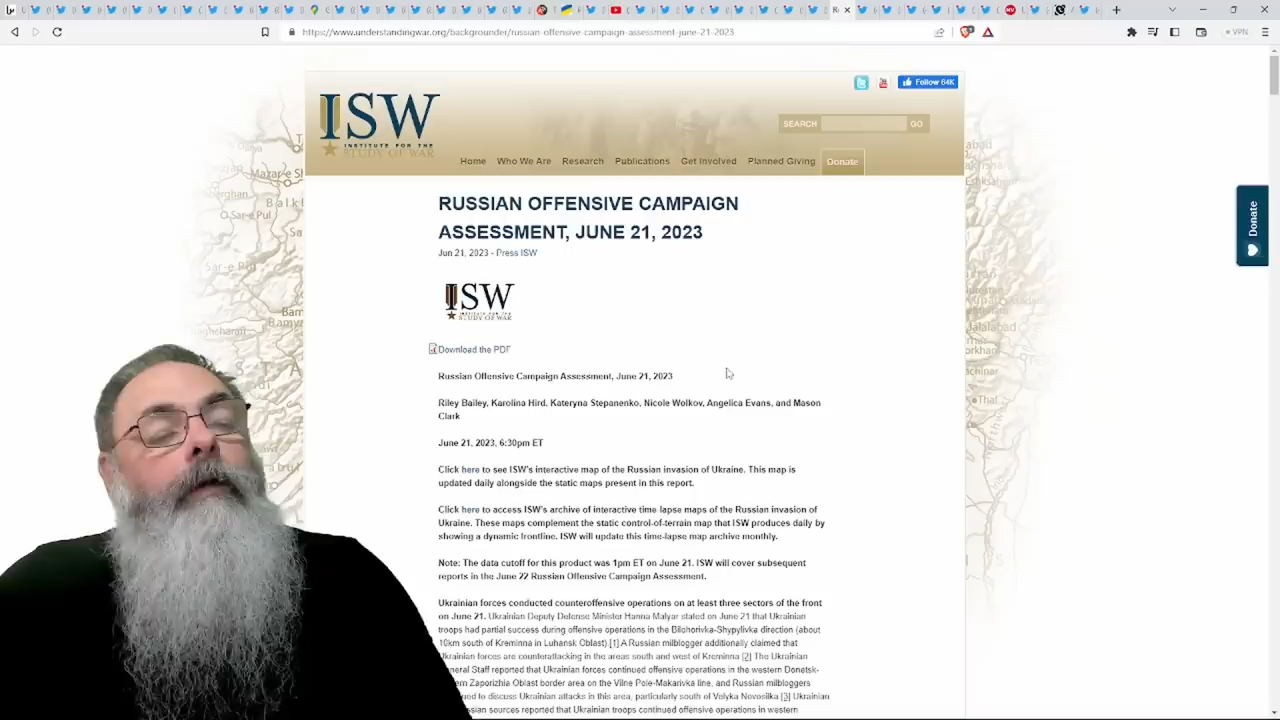 https://www.understandingwar.org/backgrounder/russian-offensive-campaign-assessment-june-21-2023
VPN
Follow 64K
ISW
INSTITUTE FOR THE
STUDY OF WAR
SEARCH
GO
Home
Who We Are
Research
Publications
Get Involved
Planned Giving
Donate
RUSSIAN OFFENSIVE CAMPAIGN
ASSESSMENT, JUNE 21, 2023
Jun 21, 2023 - Press ISW
Donate
ISW
INSTITUTE FOR THE
STUDY OF WAR
Download the PDF
Russian Offensive Campaign Assessment, June 21, 2023
Riley Bailey, Karolina Hird, Kateryna Stepanenko, Nicole Wolkov, Angelica Evans, and Mason
Clark
June 21, 2023, 6:30pm ET
Click here to see ISW's interactive map of the Russian invasion of Ukraine. This map is
updated daily alongside the static maps present in this report.
Click here to access ISW's archive of interactive time-lapse maps of the Russian invasion of
Ukraine. These maps complement the static control-of-terrain map that ISW produces daily by
showing a dynamic frontline. ISW will update this time-lapse map archive monthly.
Note: The data cutoff for this product was 1pm ET on June 21. ISW will cover subsequent
reports in the June 22 Russian Offensive Campaign Assessment.
Ukrainian forces conducted counteroffensive operations on at least three sectors of the front
on June 21. Ukrainian Deputy Defense Minister Hanna Malyar stated on June 21 that Ukrainian
troops had partial success during offensive operations in the Bilohorivka-Shypylivka direction (about
10km south of Kreminna in Luhansk Oblast).[1] A Russian milblogger additionally claimed that
forces are counterattacking in the areas south and west of Kreminna.[2] The Ukrainian
Staff reported that Ukrainian forces continued offensive operations in the western Donetsk-
Zaporizhia Oblast border area on the Vilne Pole-Makarivka line, and Russian milbloggers
to discuss Ukrainian attacks in this area, particularly south of Velyka Novosilka.[3] Ukrainian
sources reported that Ukrainian troops continued offensive operations in western